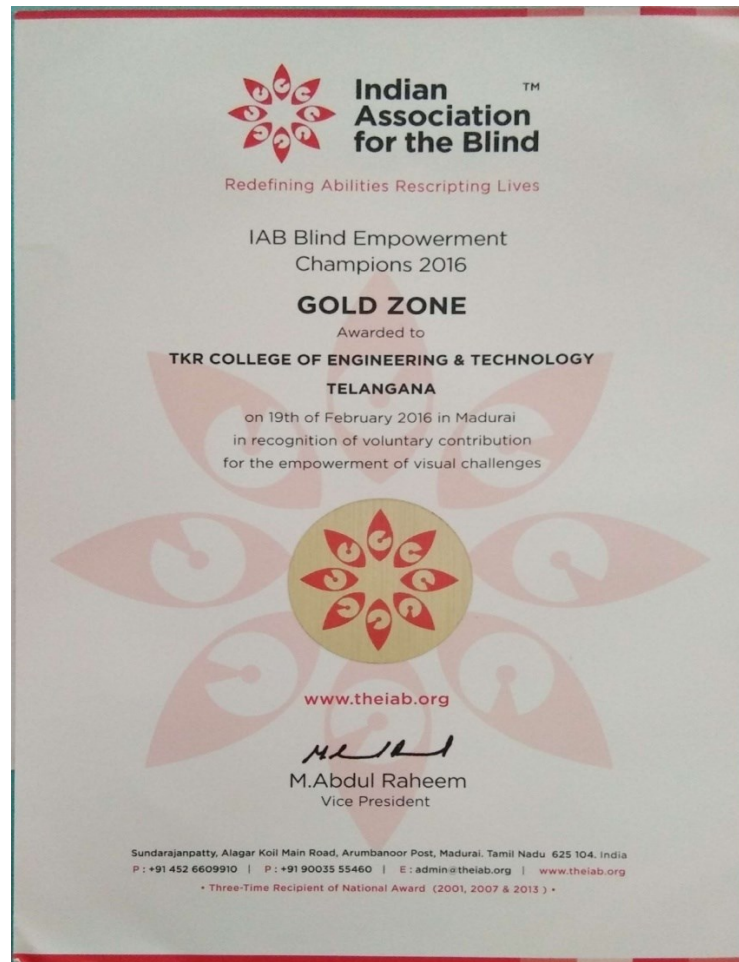 Indian ™
Association
for the Blind
Redefining Abilities Rescripting Lives
IAB Blind Empowerment
Champions 2016
GOLD ZONE
Awarded to
TKR COLLEGE OF ENGINEERING & TECHNOLOGY
TELANGANA
on 19th of February 2016 in Madurai
in recognition of voluntary contribution
for the empowerment of visual challenges
www.theiab.org
M.Abdul Raheem
Vice President
Sundarajanpatty, Alagar Koil Main Road, Arumbanoor Post, Madurai. Tamil Nadu 625 104. India
P : +91 452 6609910 | P : +91 90035 55460 | E : admin@theiab.org | www.theiab.org
• Three-Time Recipient of National Award (2001, 2007 & 2013 ) •